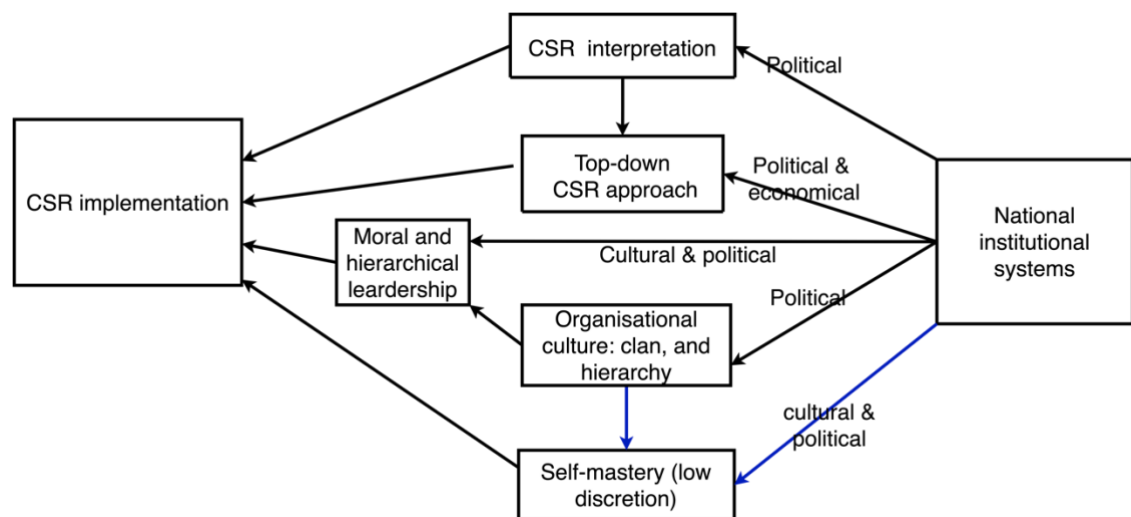 CSR interpretation
Political
Top-down
CSR approach
Political &
economical
CSR implementation
National
institutional
systems
Moral and
hierarchical
leardership
Cultural & political
Political
Organisational
culture: clan, and
hierarchy
cultural &
political
Self-mastery (low
discretion)